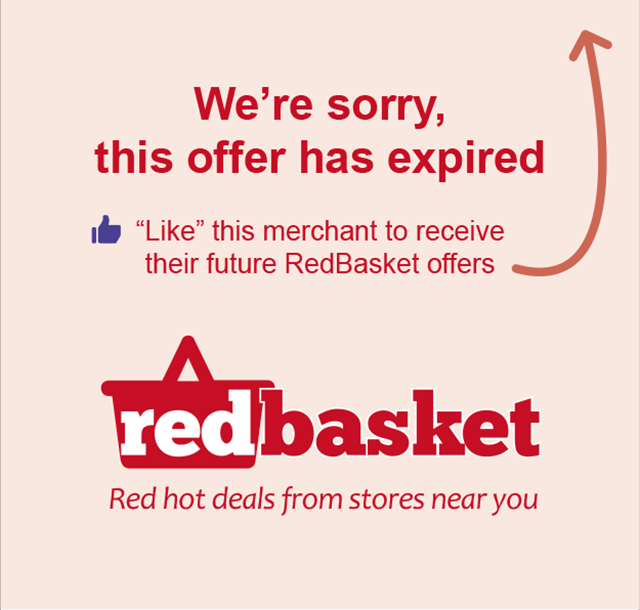 We’re sorry,
this offer has expired
“Like” this merchant to receive
their future RedBasket offers
redbasket
Red hot deals from stores near you